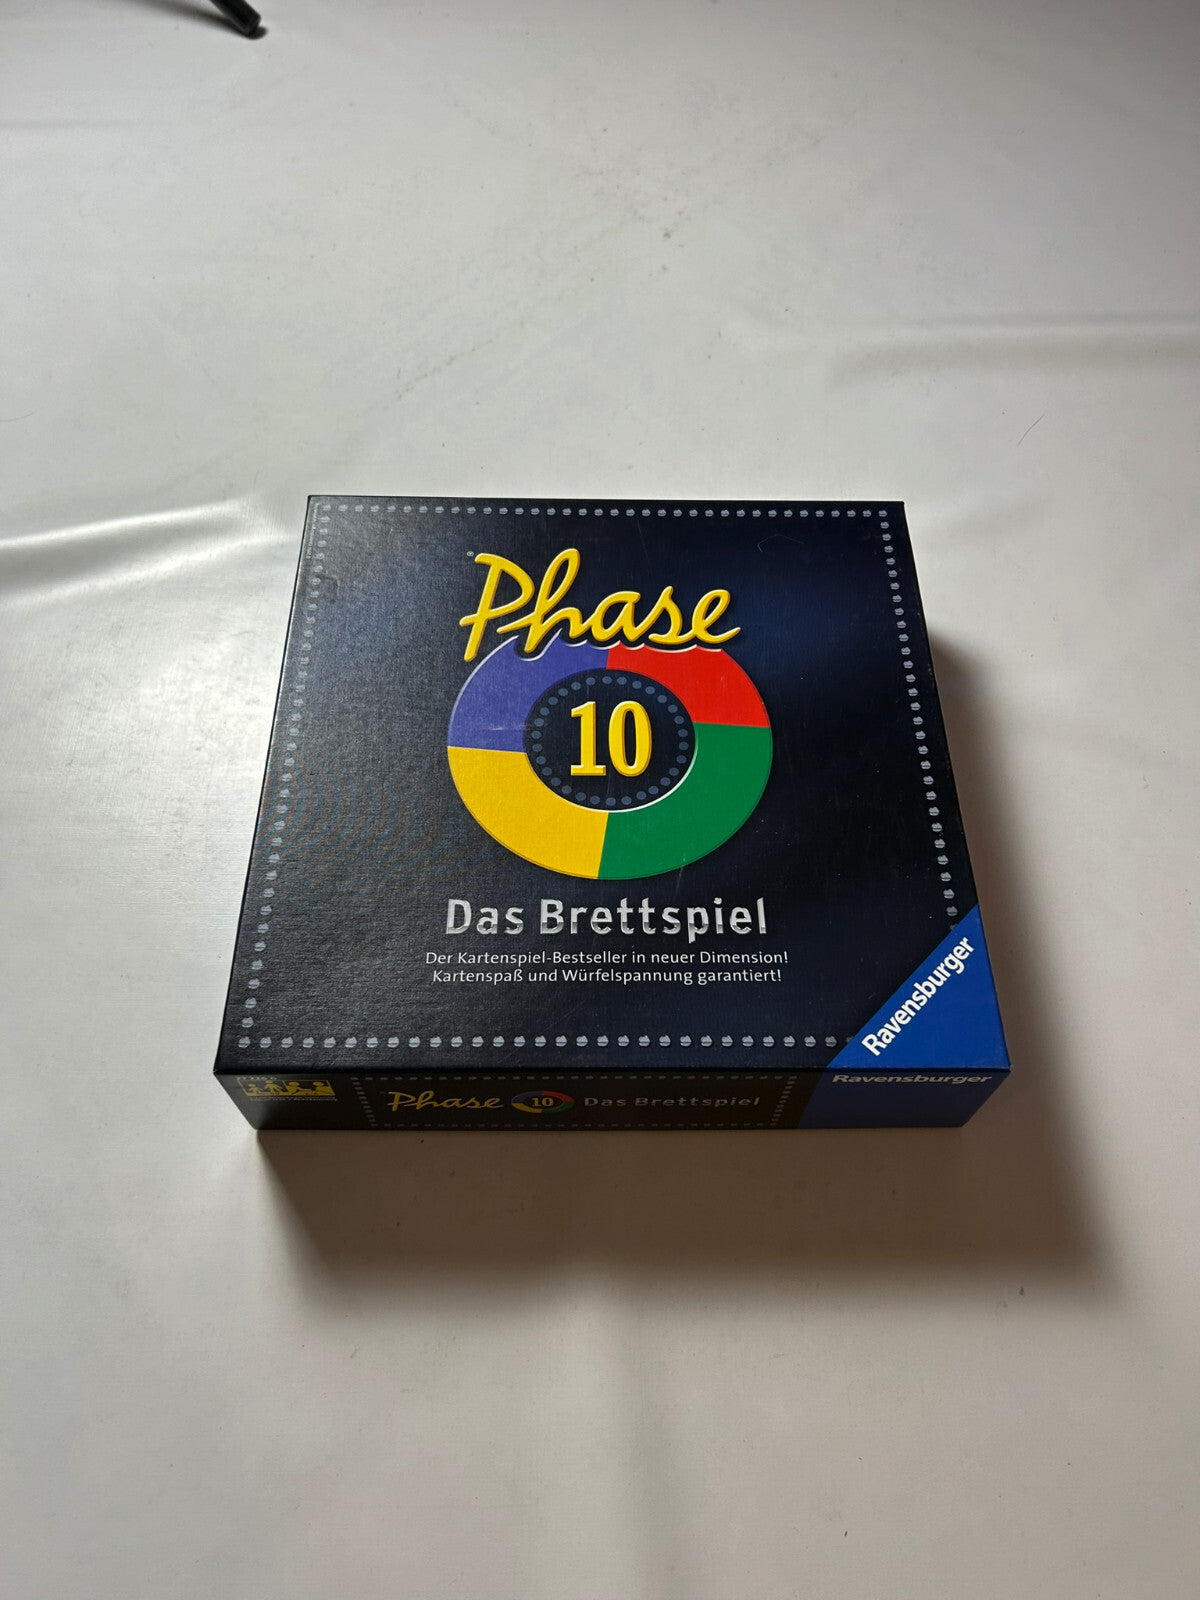 Phase
10
Das Brettspiel
Der Kartenspiel-Bestseller in neuer Dimension!
Kartenspaß und Würfelspannung garantiert!
Ravensburger
Phase 10 Das Brettspiel
Ravensburger